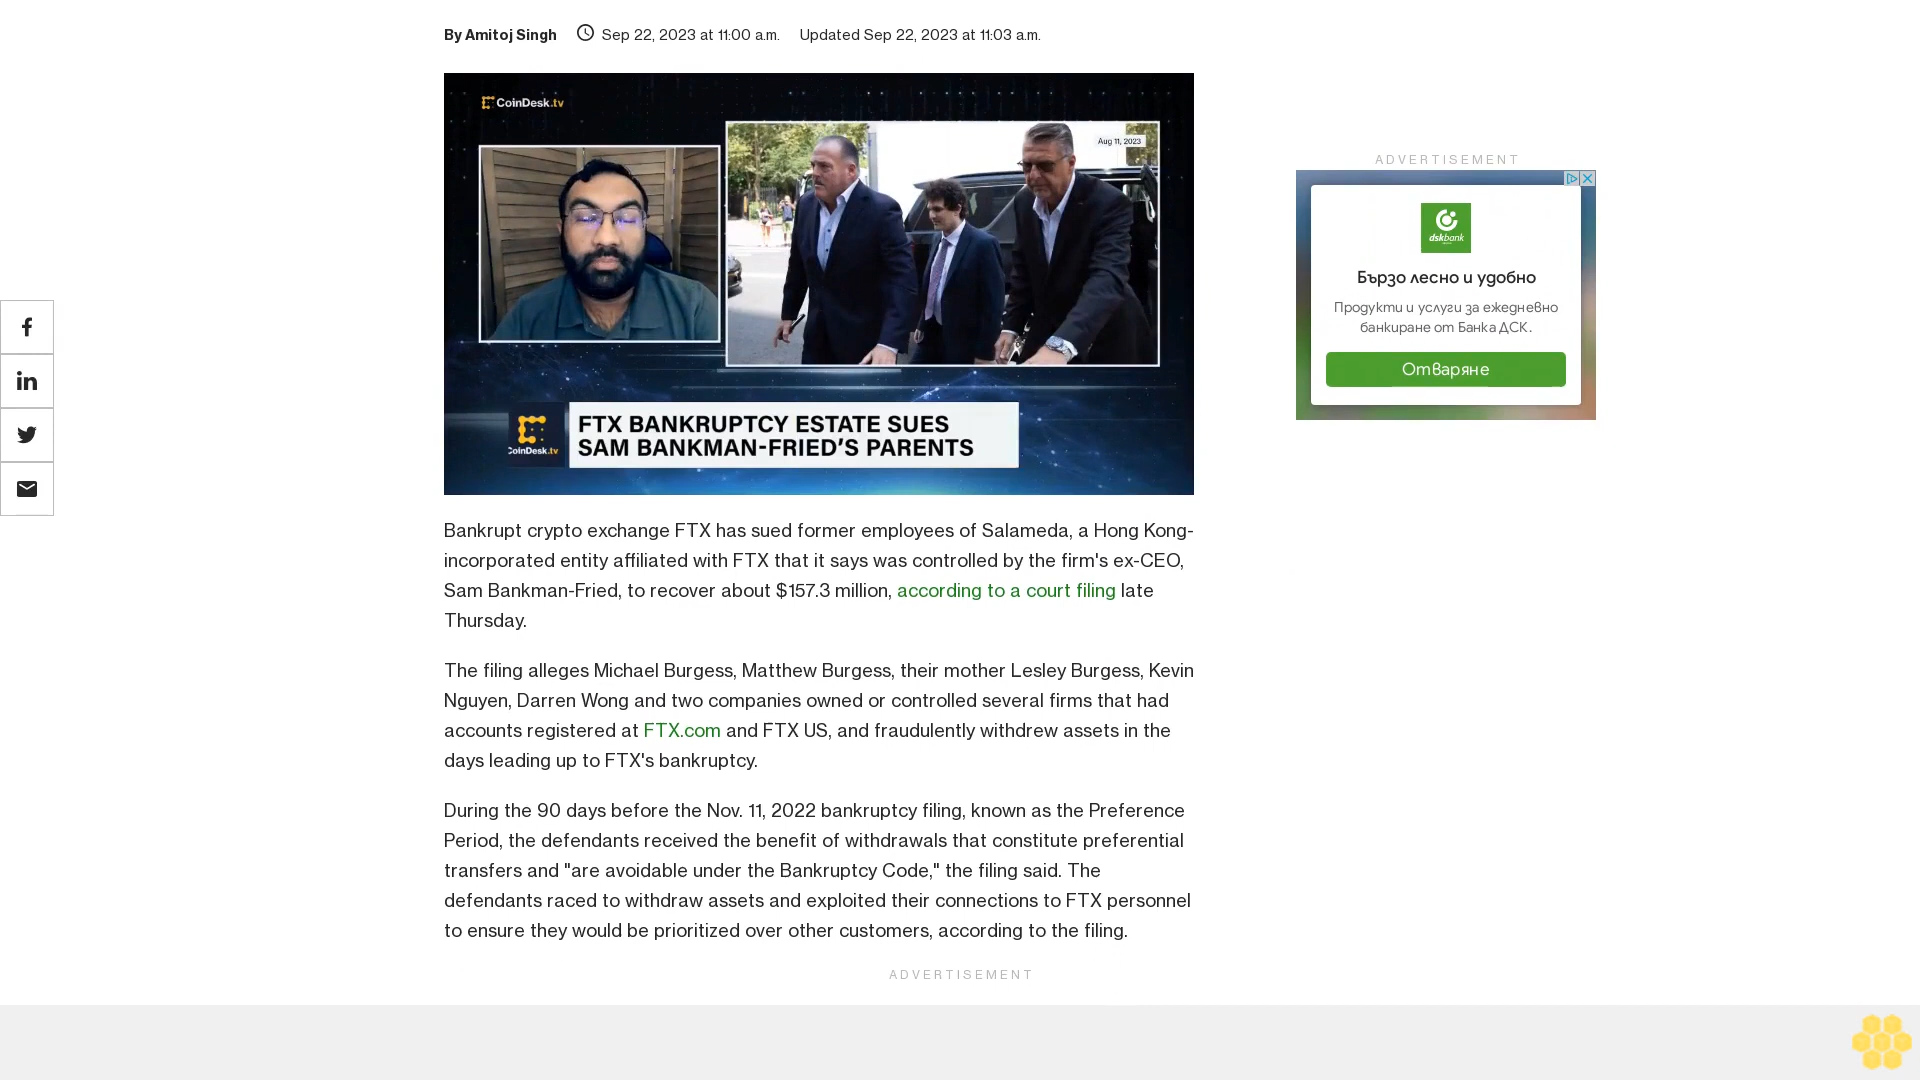 By Amitoj Singh Sep 22, 2023 at 11:00 a.m. Updated Sep 22, 2023 at 11:03 a.m.
CoinDesk.tv
Aug 11, 2023
CoinDesk.tv
FTX BANKRUPTCY ESTATE SUES
SAM BANKMAN-FRIED'S PARENTS
ADVERTISEMENT
dskbank
Бързо лесно и удобно
Продукти и услуги за ежедневно
банкиране от Банка ДСК.
Отваряне
Bankrupt crypto exchange FTX has sued former employees of Salameda, a Hong Kong-
incorporated entity affiliated with FTX that it says was controlled by the firm's ex-CEO,
Sam Bankman-Fried, to recover about $157.3 million, according to a court filing late
Thursday.
The filing alleges Michael Burgess, Matthew Burgess, their mother Lesley Burgess, Kevin
Nguyen, Darren Wong and two companies owned or controlled several firms that had
accounts registered at FTX.com and FTX US, and fraudulently withdrew assets in the
days leading up to FTX's bankruptcy.
During the 90 days before the Nov. 11, 2022 bankruptcy filing, known as the Preference
Period, the defendants received the benefit of withdrawals that constitute preferential
transfers and "are avoidable under the Bankruptcy Code," the filing said. The
defendants raced to withdraw assets and exploited their connections to FTX personnel
to ensure they would be prioritized over other customers, according to the filing.
ADVERTISEMENT